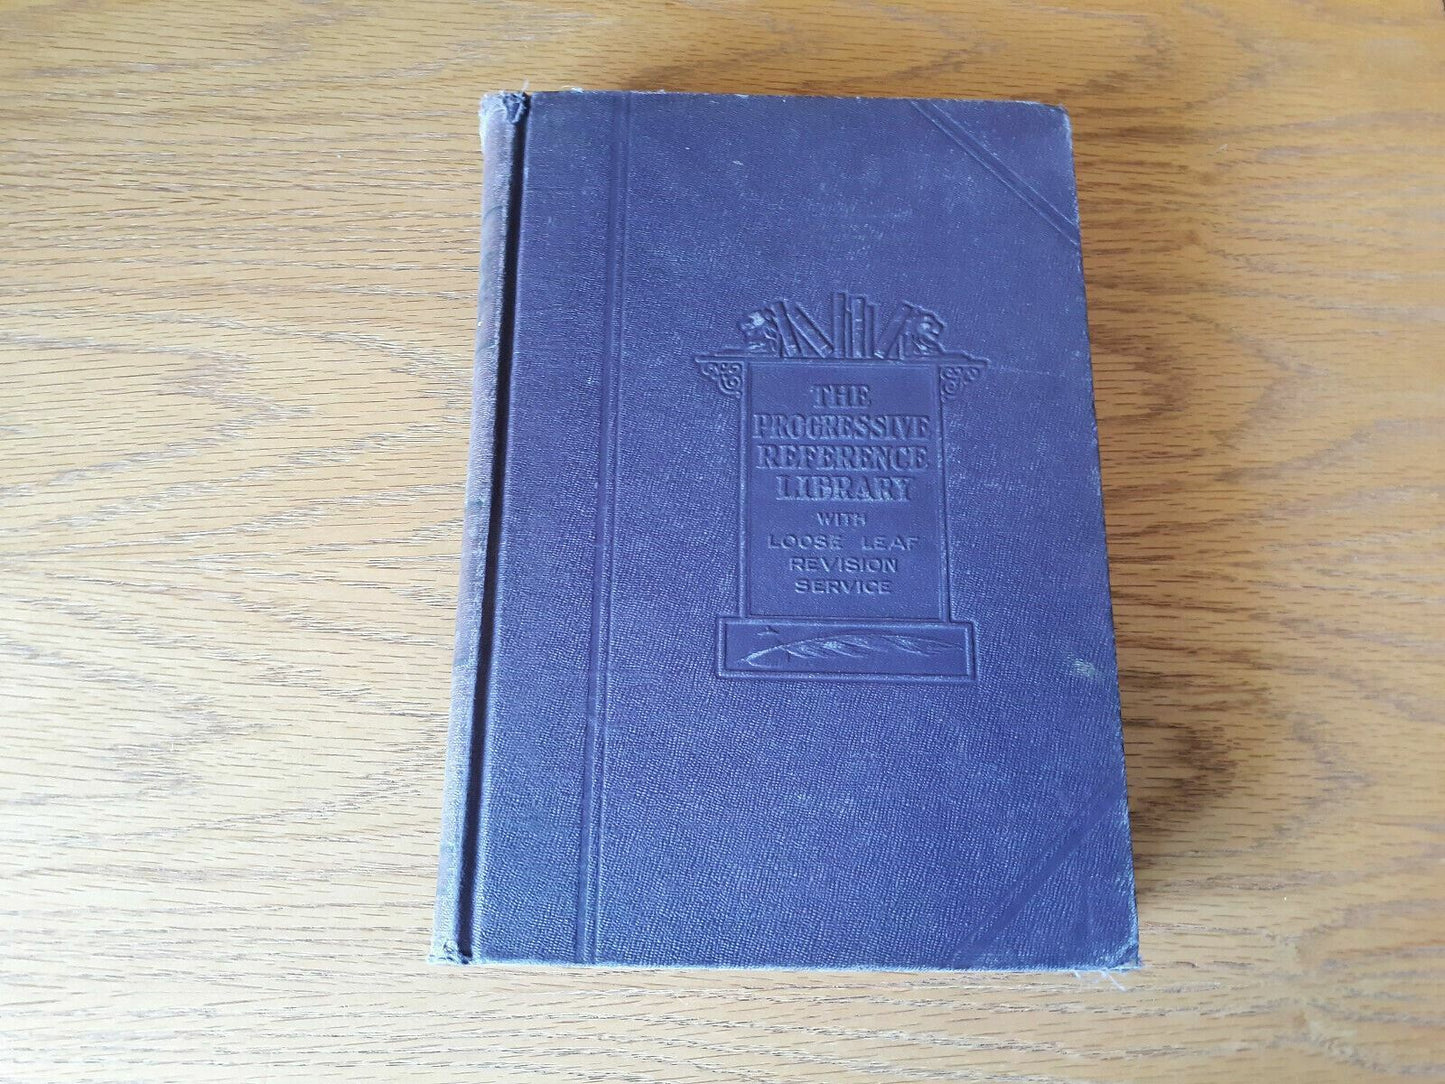 THE
PROGRESSIVE
REFERENCE
LIBRARY
WITH
LOOSE LEAF
REVISION
SERVICE